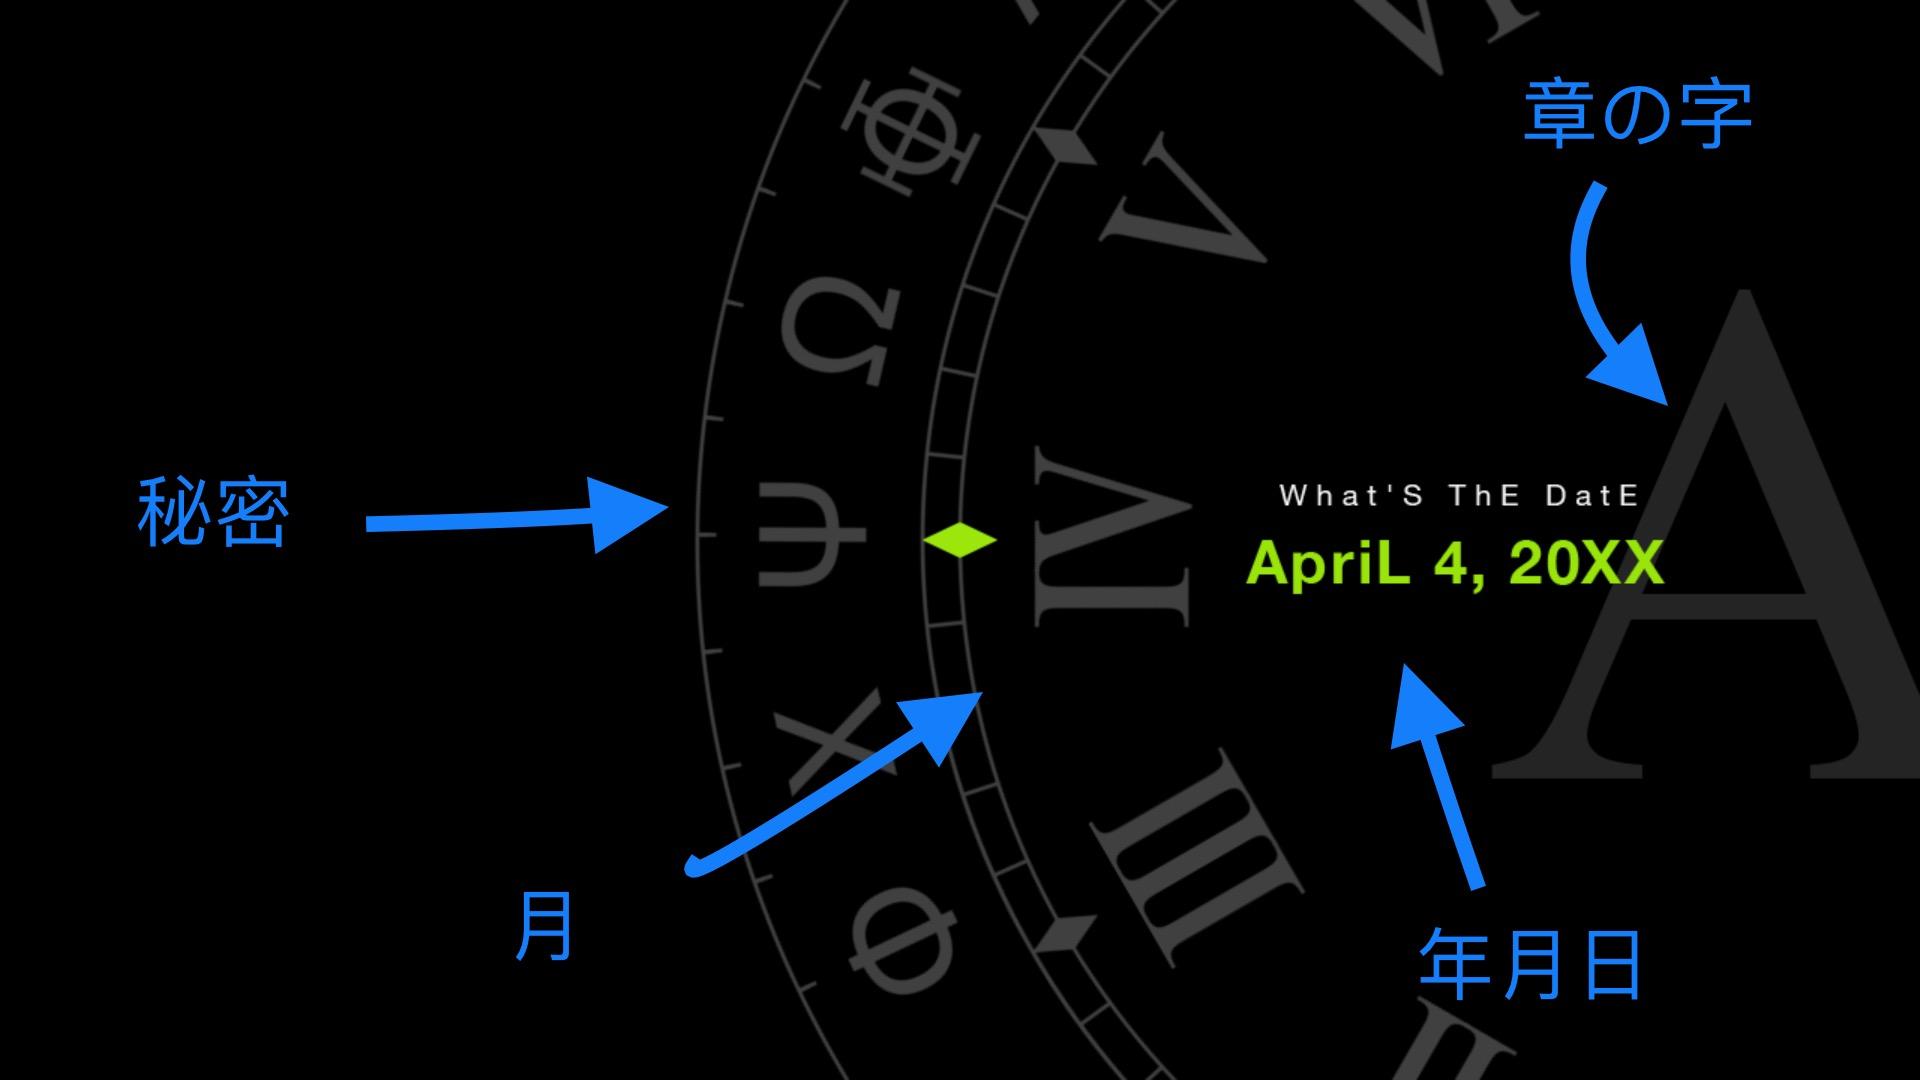 章の字
Φ
V
Ω
A
秘密
Ψ
IV
What'S ThE DatE
ApriL 4, 20XX
X
III
月
Φ
年月日